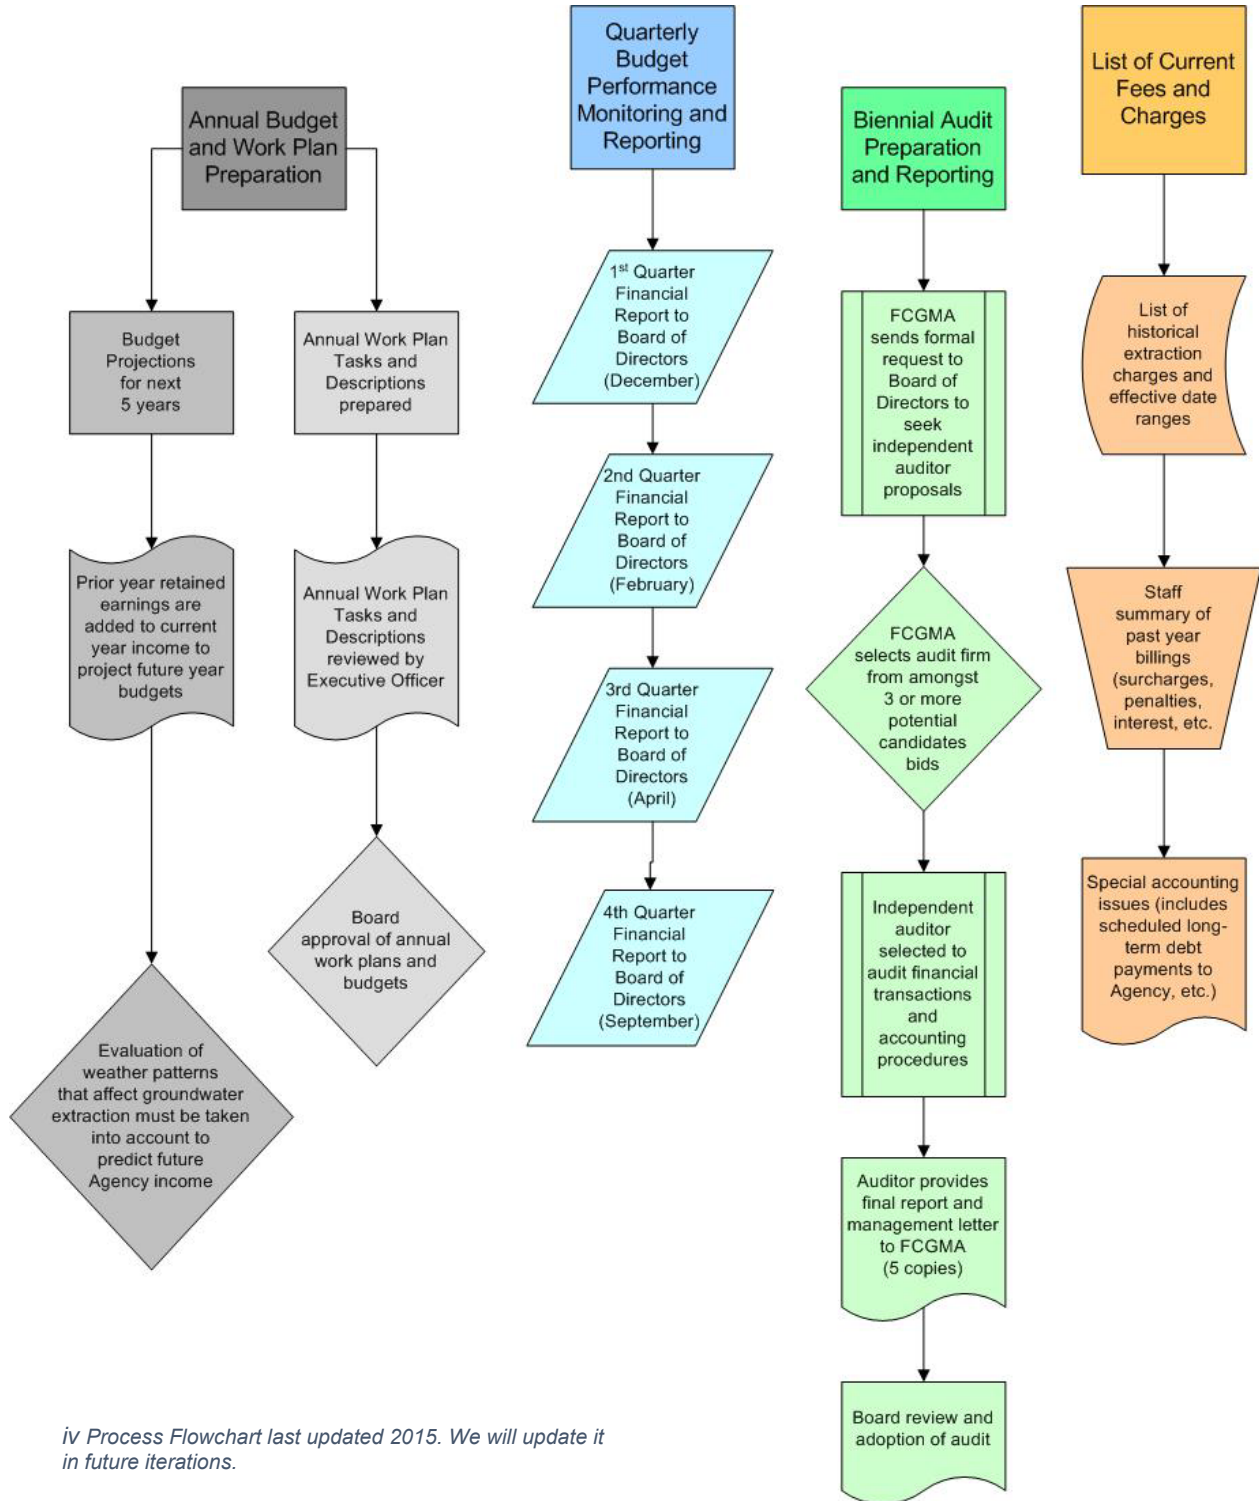 Annual Budget
and Work Plan
Preparation
Budget
Projections
for next
5 years
Prior year retained
earnings are
added to current
year income to
project future year
budgets
Evaluation of
weather patterns
that affect groundwater
extraction must be taken
into account to
predict future
Agency income
Annual Work Plan
Tasks and
Descriptions
prepared
Annual Work Plan
Tasks and
Descriptions
reviewed by
Executive Officer
Board
approval of annual
work plans and
budgets
Quarterly
Budget
Performance
Monitoring and
Reporting
1st Quarter
Financial
Report to
Board of
Directors
(December)
2nd Quarter
Financial
Report to
Board of
Directors
(February)
3rd Quarter
Financial
Report to
Board of
Directors
(April)
4th Quarter
Financial
Report to
Board of
Directors
(September)
Biennial Audit
Preparation
and Reporting
FCGMA
sends formal
request to
Board of
Directors to
seek
independent
auditor
proposals
FCGMA
selects audit firm
from amongst
3 or more
potential
candidates
bids
Independent
auditor
selected to
audit financial
transactions
and
accounting
procedures
Auditor provides
final report and
management letter
to FCGMA
(5 copies)
Board review and
adoption of audit
List of Current
Fees and
Charges
List of
historical
extraction
charges and
effective date
ranges
Staff
summary of
past year
billings
(surcharges,
penalties,
interest, etc.
Special accounting
issues (includes
scheduled long-
term debt
payments to
Agency, etc.)
iv Process Flowchart last updated 2015. We will update it
in future iterations.